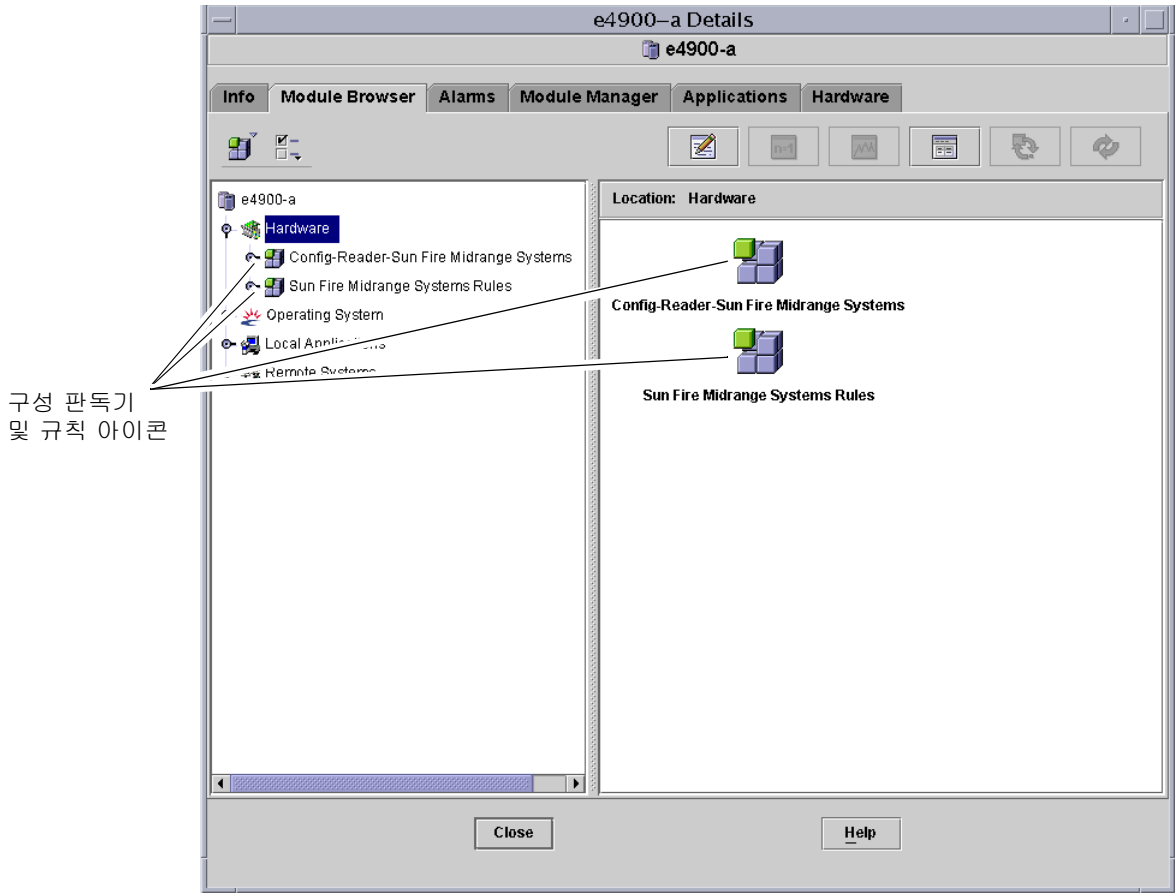 e4900–a Details
e4900-a
Info Module Browser Alarms Module Manager Applications Hardware
n=1
e4900-a
Hardware
Config-Reader-Sun Fire Midrange Systems
Sun Fire Midrange Systems Rules
Operating System
Local Applications
Remote Systems
Location: Hardware
Config-Reader-Sun Fire Midrange Systems
Sun Fire Midrange Systems Rules
구성 판독기
및 규칙 아이콘
Close Help